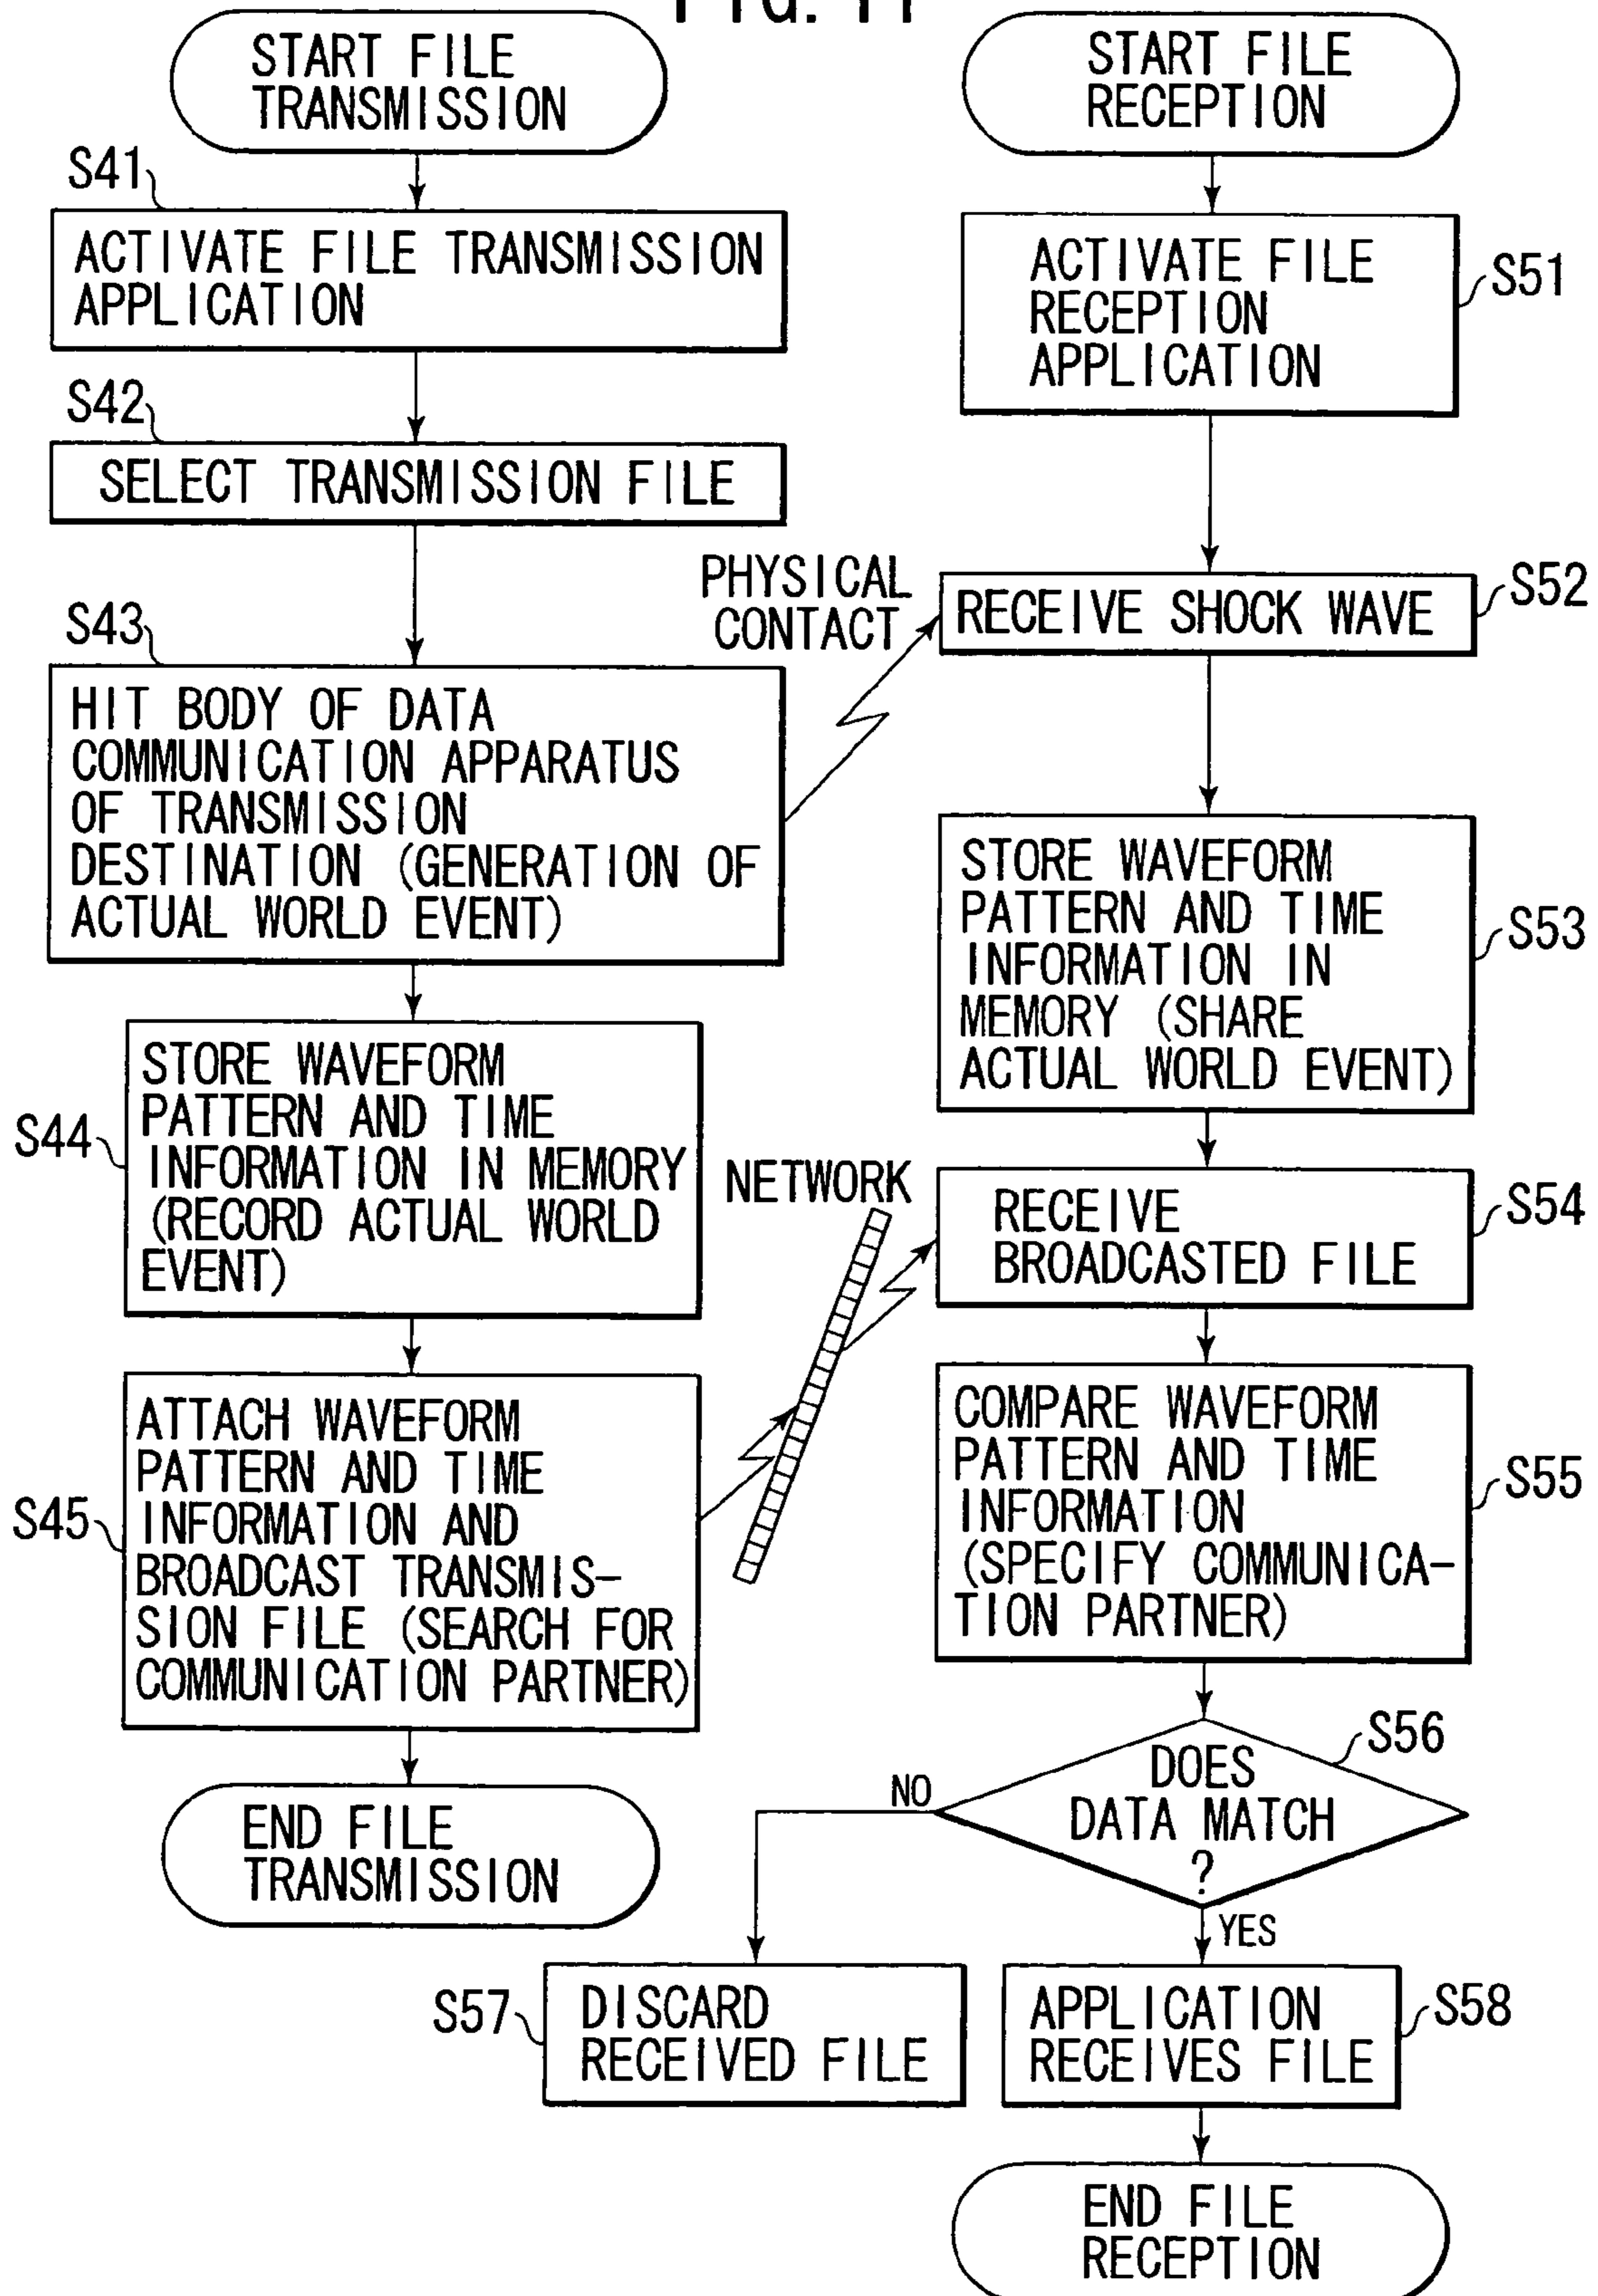 FIG. 11
START FILE
TRANSMISSION
S41
ACTIVATE FILE TRANSMISSION
APPLICATION
S42
SELECT TRANSMISSION FILE
S43
HIT BODY OF DATA
COMMUNICATION APPARATUS
OF TRANSMISSION
DESTINATION (GENERATION OF
ACTUAL WORLD EVENT)
PHYSICAL
CONTACT
S44
STORE WAVEFORM
PATTERN AND TIME
INFORMATION IN MEMORY
(RECORD ACTUAL WORLD
EVENT)
NETWORK
S45
ATTACH WAVEFORM
PATTERN AND TIME
INFORMATION AND
BROADCAST TRANSMIS-
SION FILE (SEARCH FOR
COMMUNICATION PARTNER)
END FILE
TRANSMISSION
START FILE
RECEPTION
ACTIVATE FILE
RECEPTION
APPLICATION
S51
RECEIVE SHOCK WAVE
S52
STORE WAVEFORM
PATTERN AND TIME
INFORMATION IN
MEMORY (SHARE
ACTUAL WORLD EVENT)
S53
RECEIVE
BROADCASTED FILE
S54
COMPARE WAVEFORM
PATTERN AND TIME
INFORMATION
(SPECIFY COMMUNICA-
TION PARTNER)
S55
S56
DOES
DATA MATCH
?
NO
YES
S57
DISCARD
RECEIVED FILE
APPLICATION
RECEIVES FILE
S58
END FILE
RECEPTION